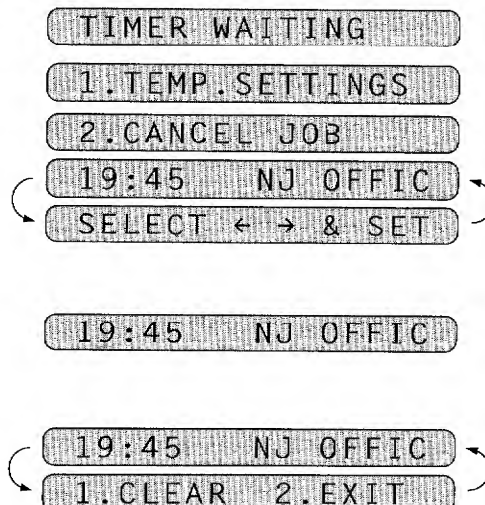 TIMER WAITING
1.TEMP.SETTINGS
2.CANCEL JOB
19:45 NJ OFFIC
SELECT ← → & SET
19:45 NJ OFFIC
19:45 NJ OFFIC
1.CLEAR 2.EXIT